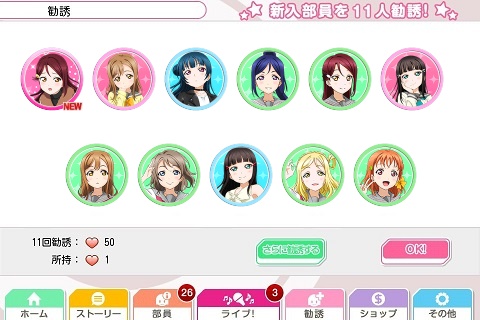 勧誘
新入部員を11人勧誘!
NEW
11回勧誘: 50
所持: 1
さらに勧誘する
OK!
26
3
ホーム
ストーリー
部員
ライブ!
勧誘
ショップ
その他